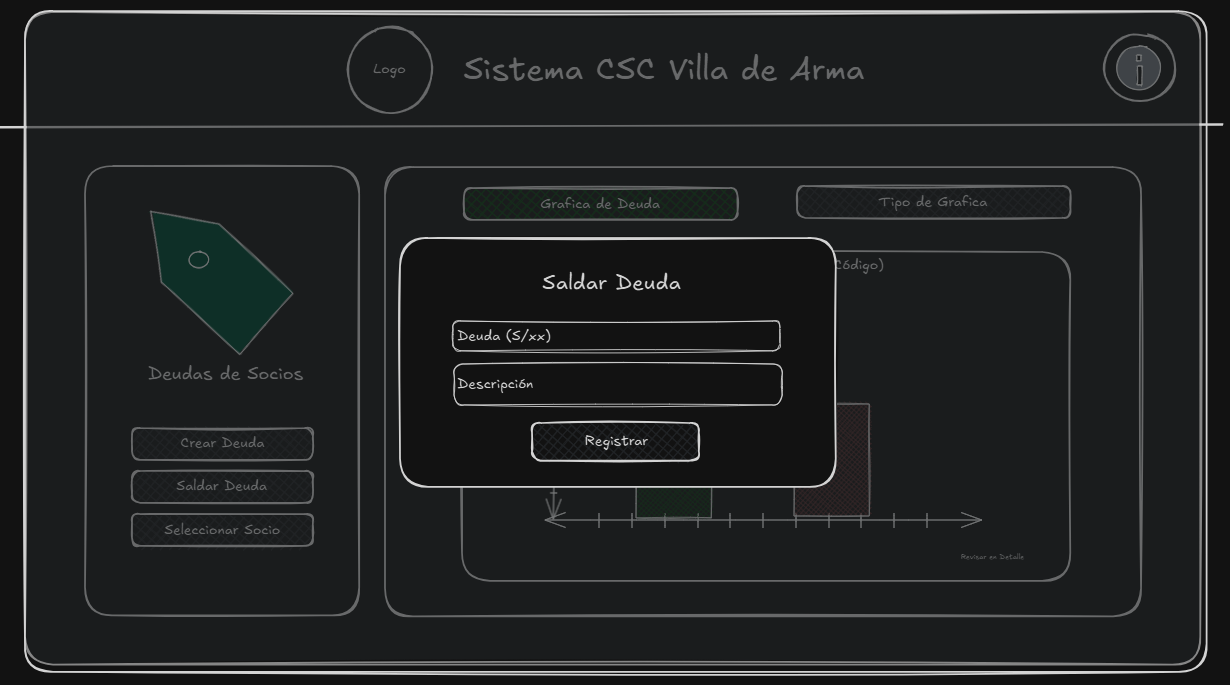 Logo
Sistema CSC Villa de Arma
i
Grafica de Deuda
Tipo de Grafica
Código)
Saldar Deuda
Deuda (S/xx)
Descripción
Registrar
Deudas de Socios
Crear Deuda
Saldar Deuda
Seleccionar Socio
Revisar en Detalle